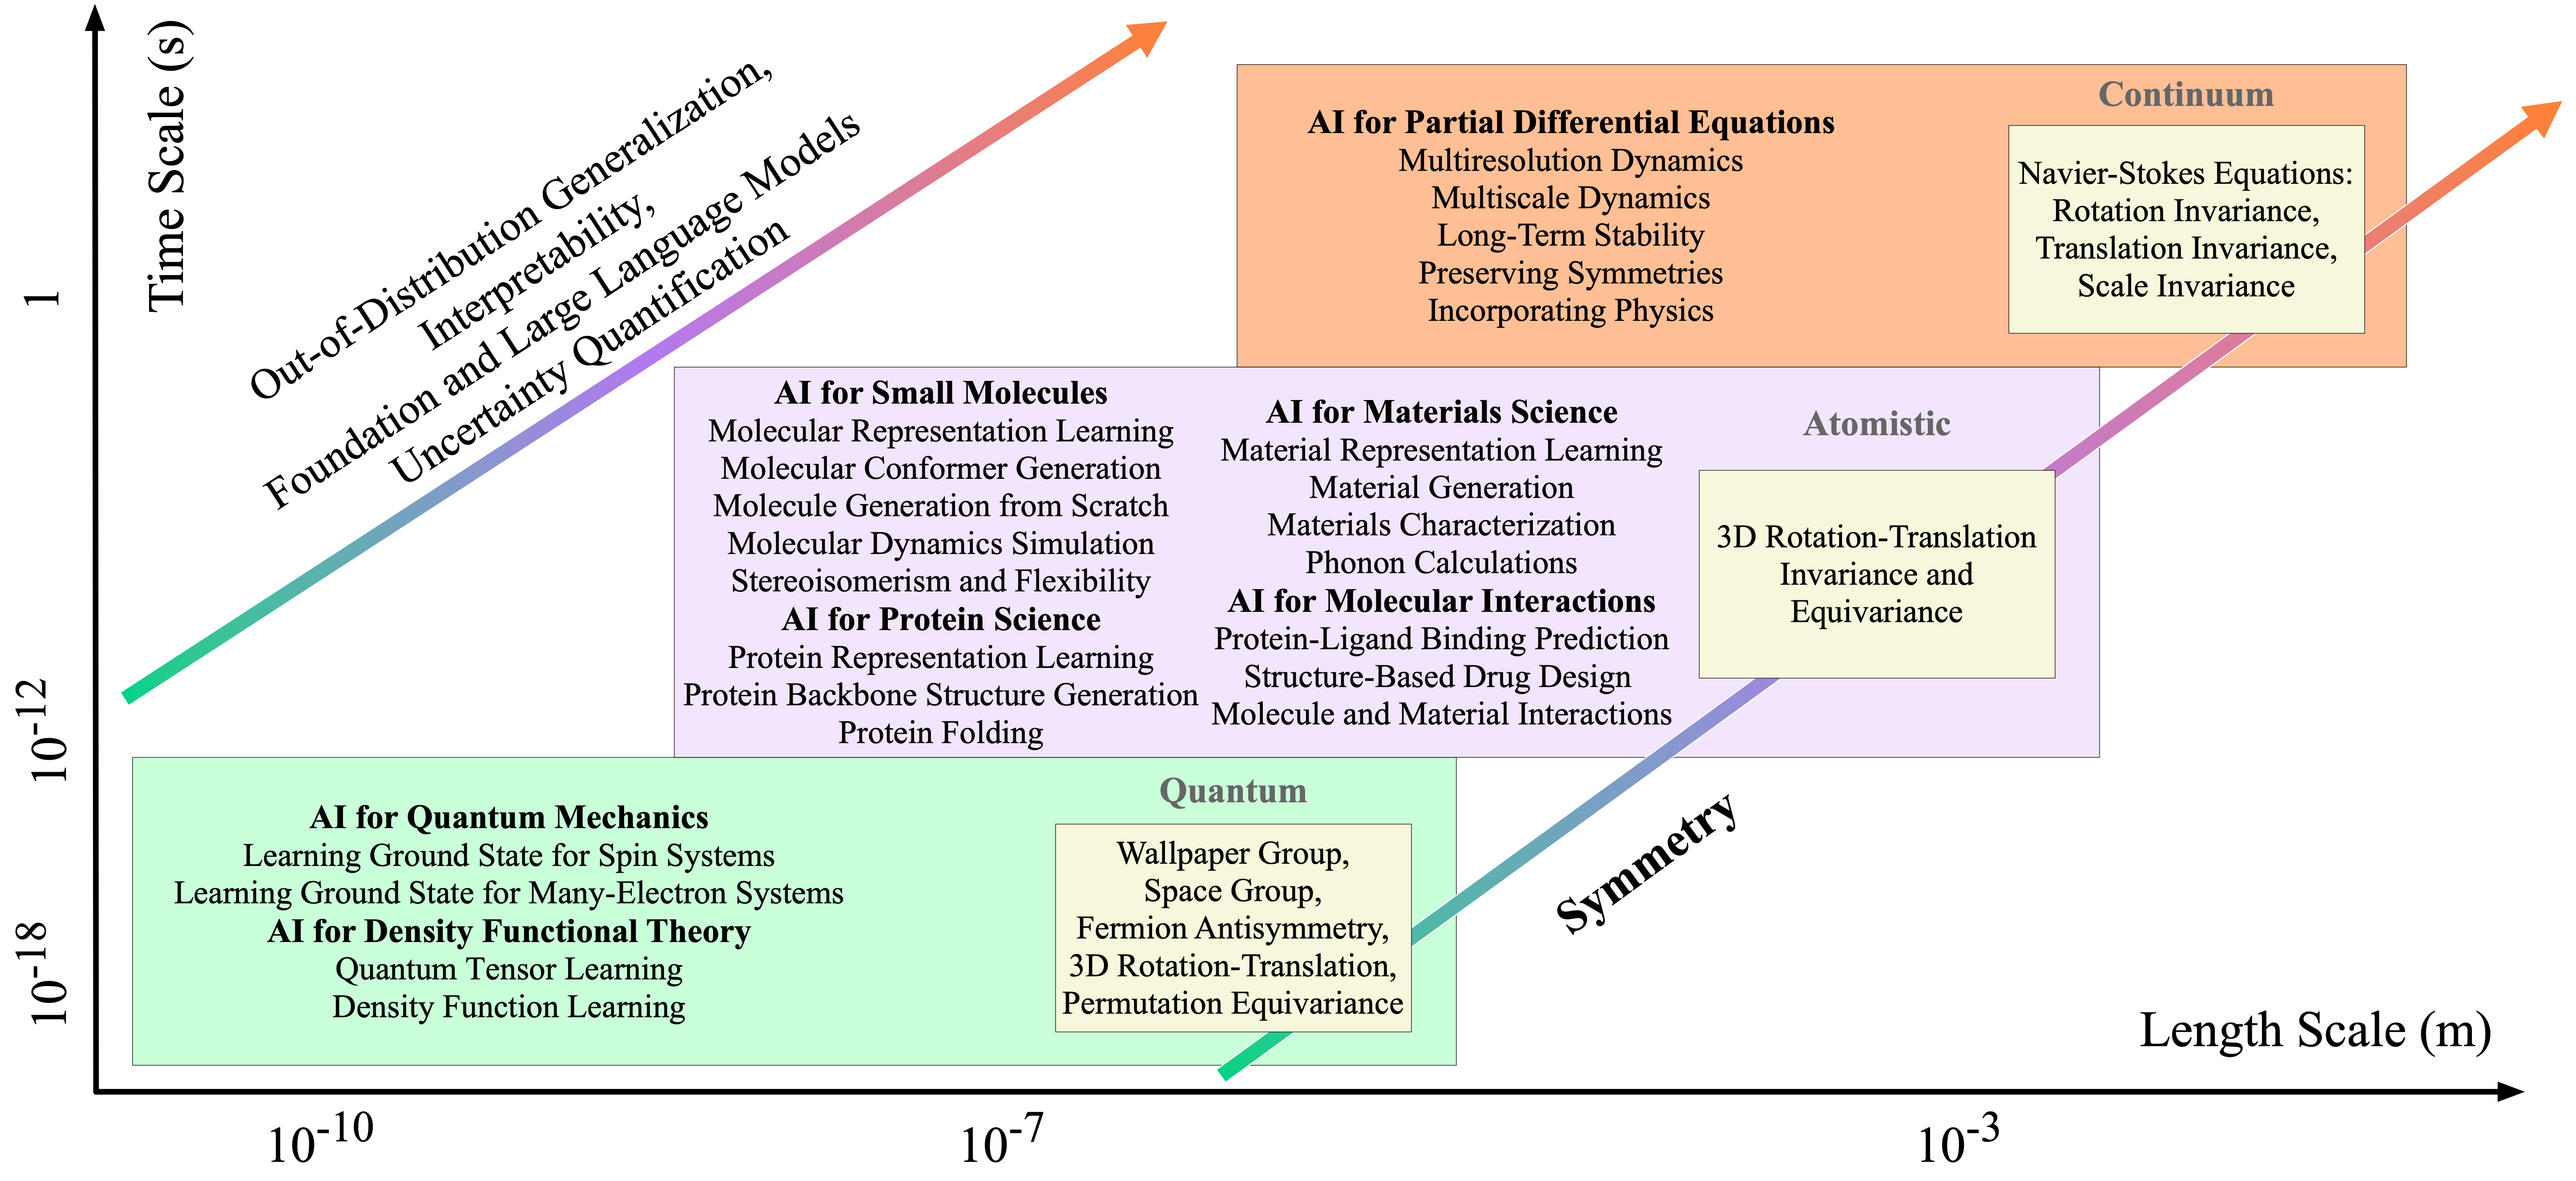 Time Scale (s)
1
10-12
10-18
Out-of-Distribution Generalization,
Interpretability,
Foundation and Large Language Models
Uncertainty Quantification
Continuum
AI for Partial Differential Equations
Multiresolution Dynamics
Multiscale Dynamics
Long-Term Stability
Preserving Symmetries
Incorporating Physics
Navier-Stokes Equations:
Rotation Invariance,
Translation Invariance,
Scale Invariance
AI for Small Molecules
Molecular Representation Learning
Molecular Conformer Generation
Molecule Generation from Scratch
Molecular Dynamics Simulation
Stereoisomerism and Flexibility
AI for Protein Science
Protein Representation Learning
Protein Backbone Structure Generation
Protein Folding
AI for Materials Science
Material Representation Learning
Material Generation
Materials Characterization
Phonon Calculations
AI for Molecular Interactions
Protein-Ligand Binding Prediction
Structure-Based Drug Design
Molecule and Material Interactions
Atomistic
3D Rotation-Translation
Invariance and
Equivariance
AI for Quantum Mechanics
Learning Ground State for Spin Systems
Learning Ground State for Many-Electron Systems
AI for Density Functional Theory
Quantum Tensor Learning
Density Function Learning
Quantum
Wallpaper Group,
Space Group,
Fermion Antisymmetry,
3D Rotation-Translation,
Permutation Equivariance
Symmetry
Length Scale (m)
10-10
10-7
10-3